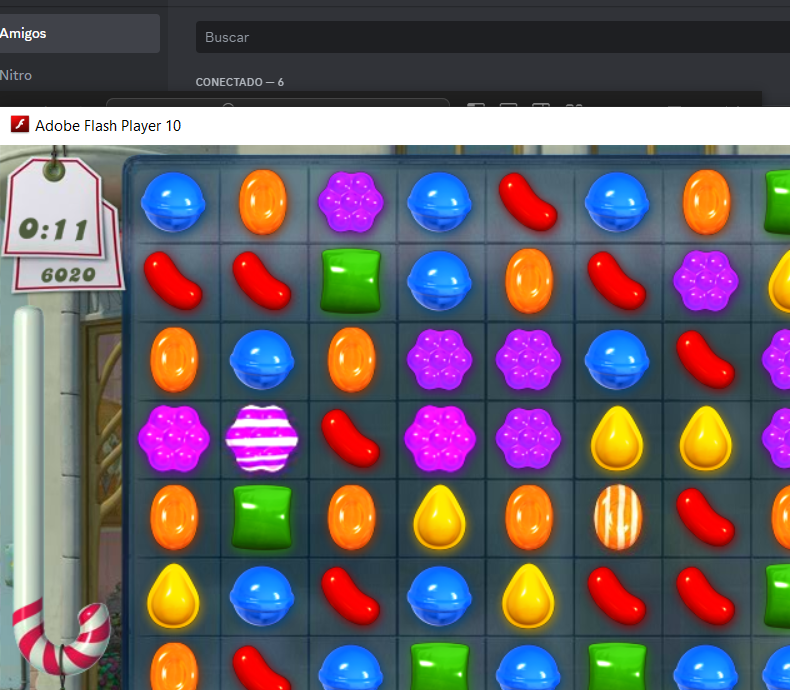 Amigos
Buscar
Nitro
CONECTADO — 6
Adobe Flash Player 10
0:11
6020